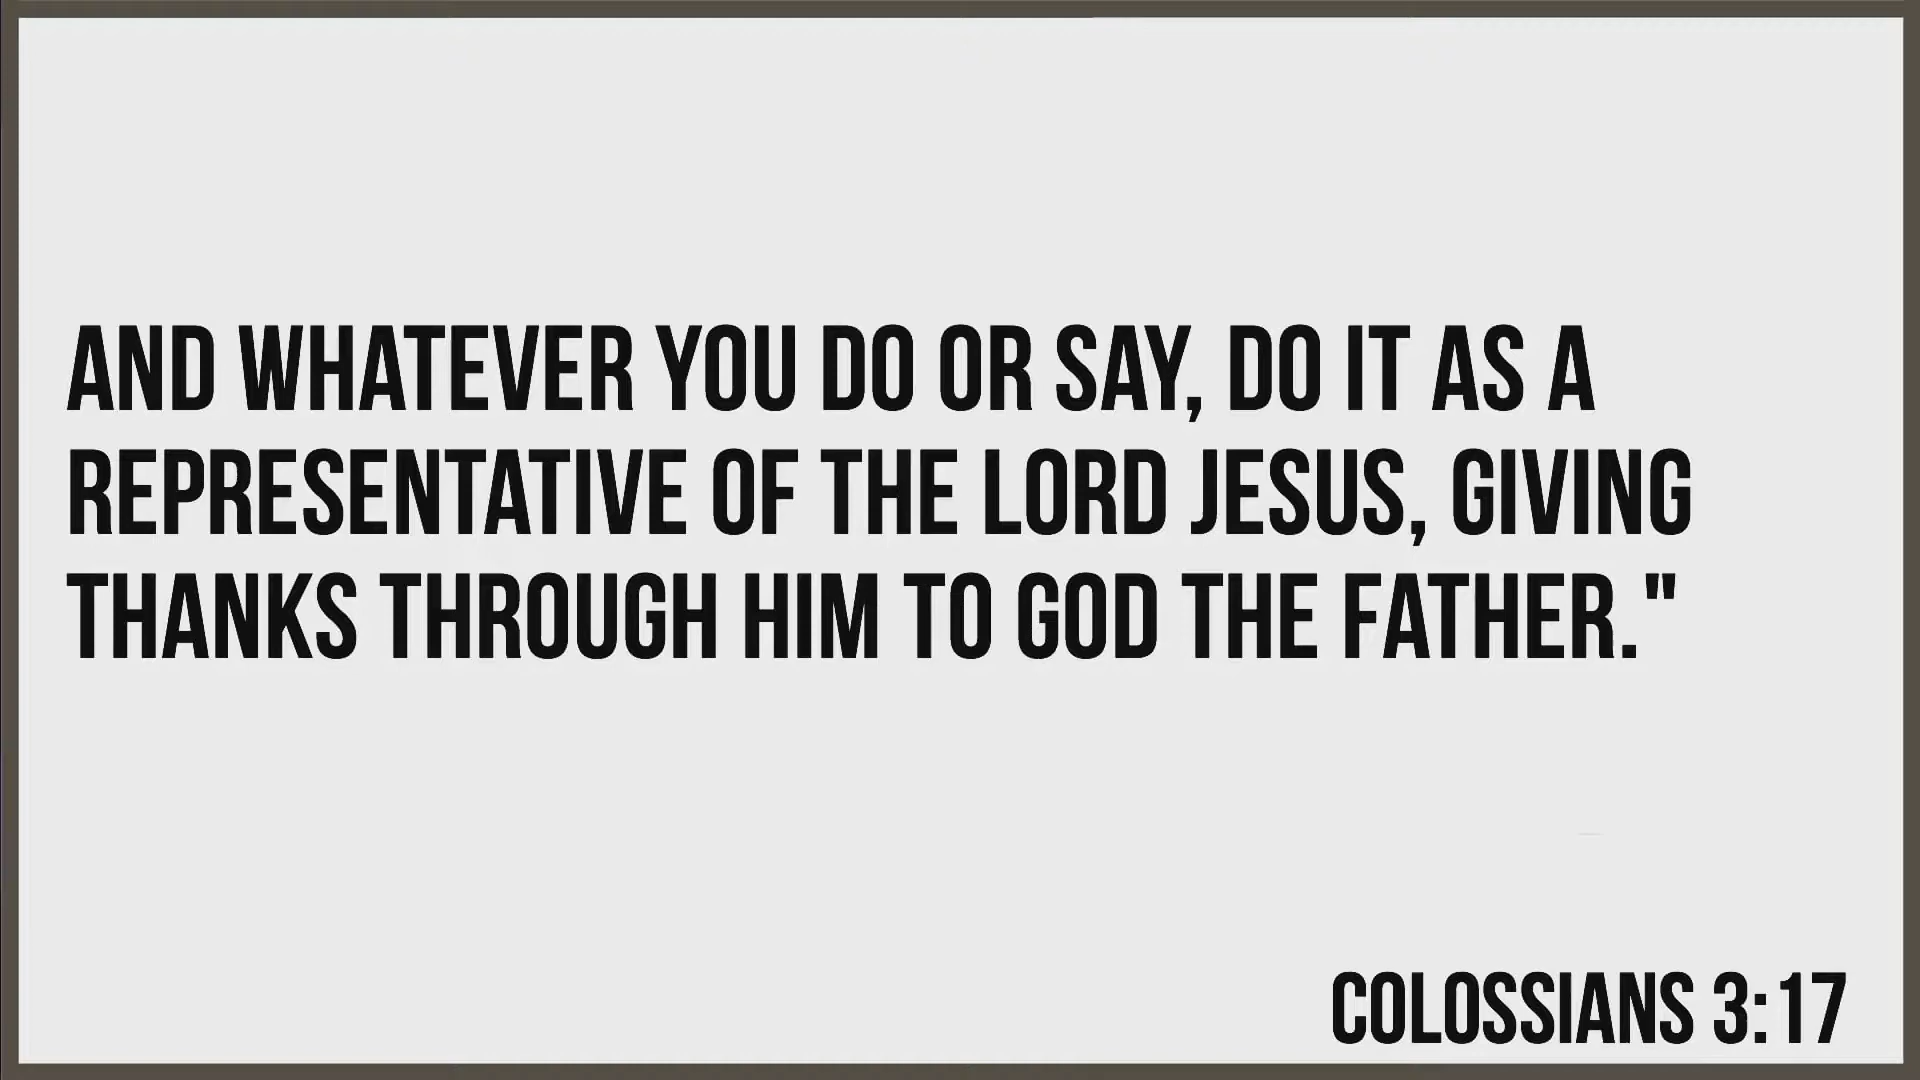 AND WHATEVER YOU DO OR SAY, DO IT AS A
REPRESENTATIVE OF THE LORD JESUS, GIVING
THANKS THROUGH HIM TO GOD THE FATHER."
COLOSSIANS 3:17